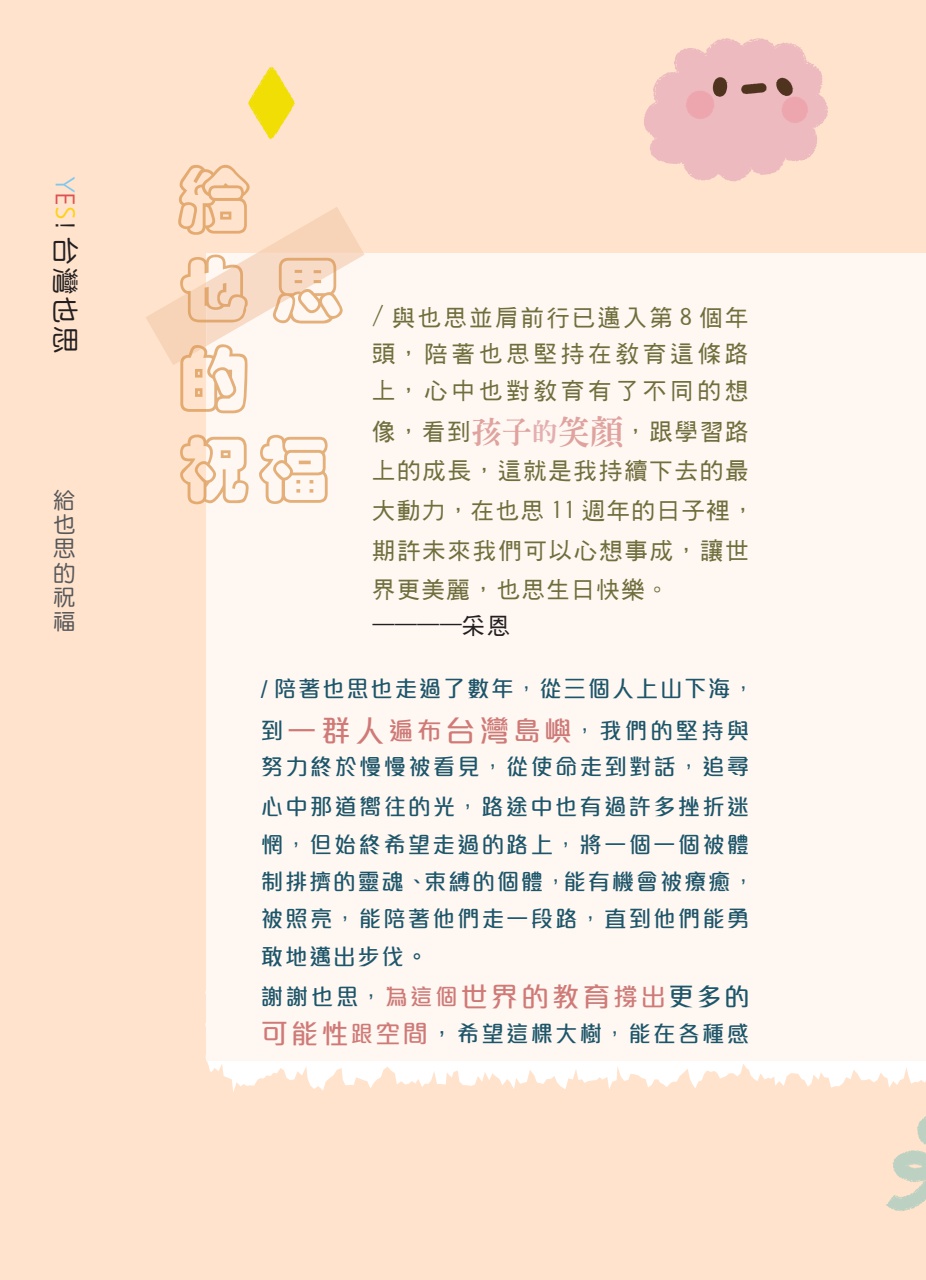 YES! 台灣也思
給也思的祝福
給
也思
的
祝福
/ 與也思並肩前行已邁入第 8 個年
頭，陪著也思堅持在教育這條路
上，心中也對教育有了不同的想
像，看到孩子的笑顏，跟學習路
上的成長，這就是我持續下去的最
大動力，在也思 11 週年的日子裡，
期許未來我們可以心想事成，讓世
界更美麗，也思生日快樂。
————采恩
/ 陪著也思也走過了數年，從三個人上山下海，
到一群人遍布台灣島嶼，我們的堅持與
努力終於慢慢被看見，從使命走到對話，追尋
心中那道嚮往的光，路途中也有過許多挫折迷
惘，但始終希望走過的路上，將一個一個被體
制排擠的靈魂、束縛的個體，能有機會被療癒，
被照亮，能陪著他們走一段路，直到他們能勇
敢地邁出步伐。
謝謝也思，為這個世界的教育撐出更多的
可能性跟空間，希望這棵大樹，能在各種感